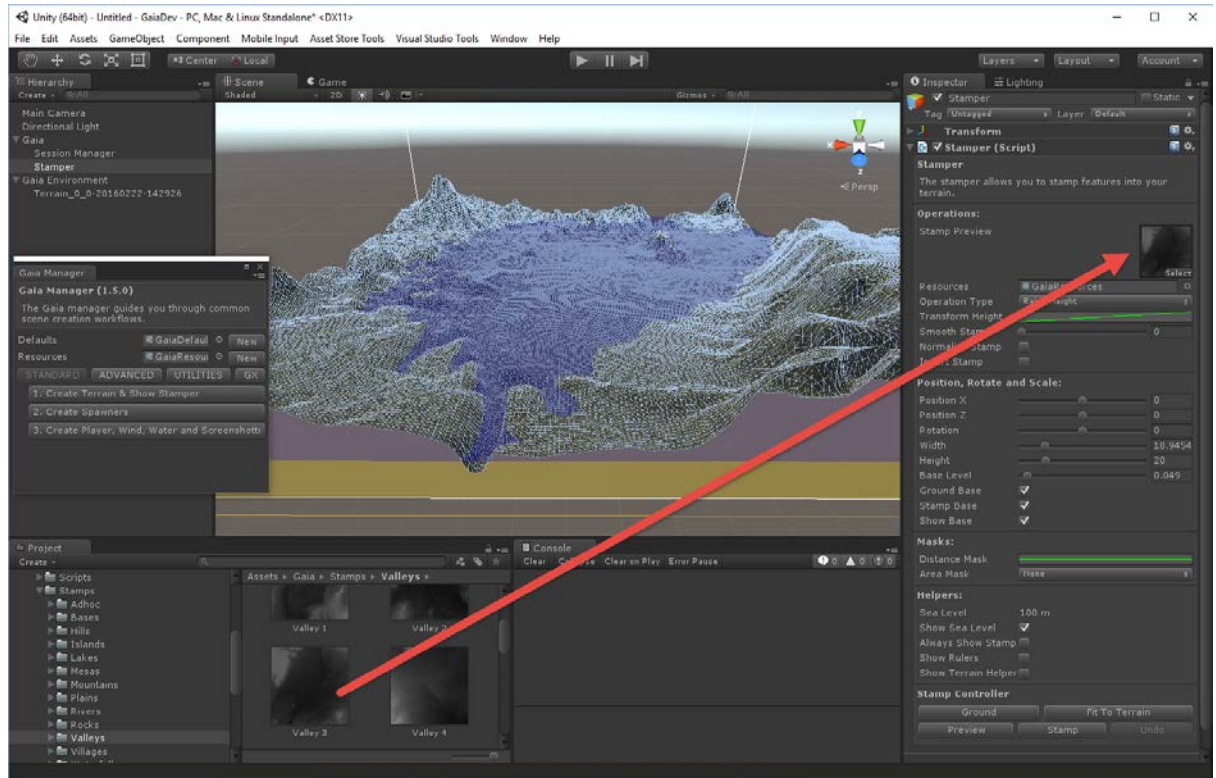 Unity (64bit) - Untitled - GaiaDev - PC, Mac & Linux Standalone* <DX11>
File Edit Assets GameObject Component Mobile Input Asset Store Tools Visual Studio Tools Window Help
Center Local Layers Layout Account
Hierarchy
Create All
Main Camera
Directional Light
Gaia
Session Manager
Stamper
Gaia Environment
Terrain_0_0-20160222-142926
Scene Game
Shaded 2D Gizmos All
z
Persp
Gaia Manager
Gaia Manager (1.5.0)
The Gaia manager guides you through common
scene creation workflows.
Defaults GaiaDefaul New
Resources GaiaResoui New
STANDARD ADVANCED UTILITIES GX
1. Create Terrain & Show Stamper
2. Create Spawners
3. Create Player, Wind, Water and Screenshott
Project
Create
Scripts
Stamps
Adhoc
Bases
Hills
Islands
Lakes
Mesas
Mountains
Plains
Rivers
Rocks
Valleys
Villages
Assets Gaia Stamps Valleys
Valley 1 Valley 2
Valley 3 Valley 4
Console
Clear Clear on Play Error Pause 0 0 0
Inspector Lighting
Stamper Static
Tag Untagged Layer Default
Transform
Stamper (Script)
Stamper
The stamper allows you to stamp features into your
terrain.
Operations:
Stamp Preview
Select
Resources
Operation Type
Transform Height
Smooth 0
Stamp
Stamp
Position, Rotate and Scale:
Position X 0
Position Z 0
Rotation 0
Width 18.9454
Height 20
Base Level 0.049
Ground Base
Stamp Base
Show Base
Masks:
Distance Mask
Area Mask None
Helpers:
Sea Level 100 m
Show Sea Level
Always Show Stamp
Show Rulers
Show Terrain Helper
Stamp Controller
Ground Fit To Terrain
Preview Stamp Undo